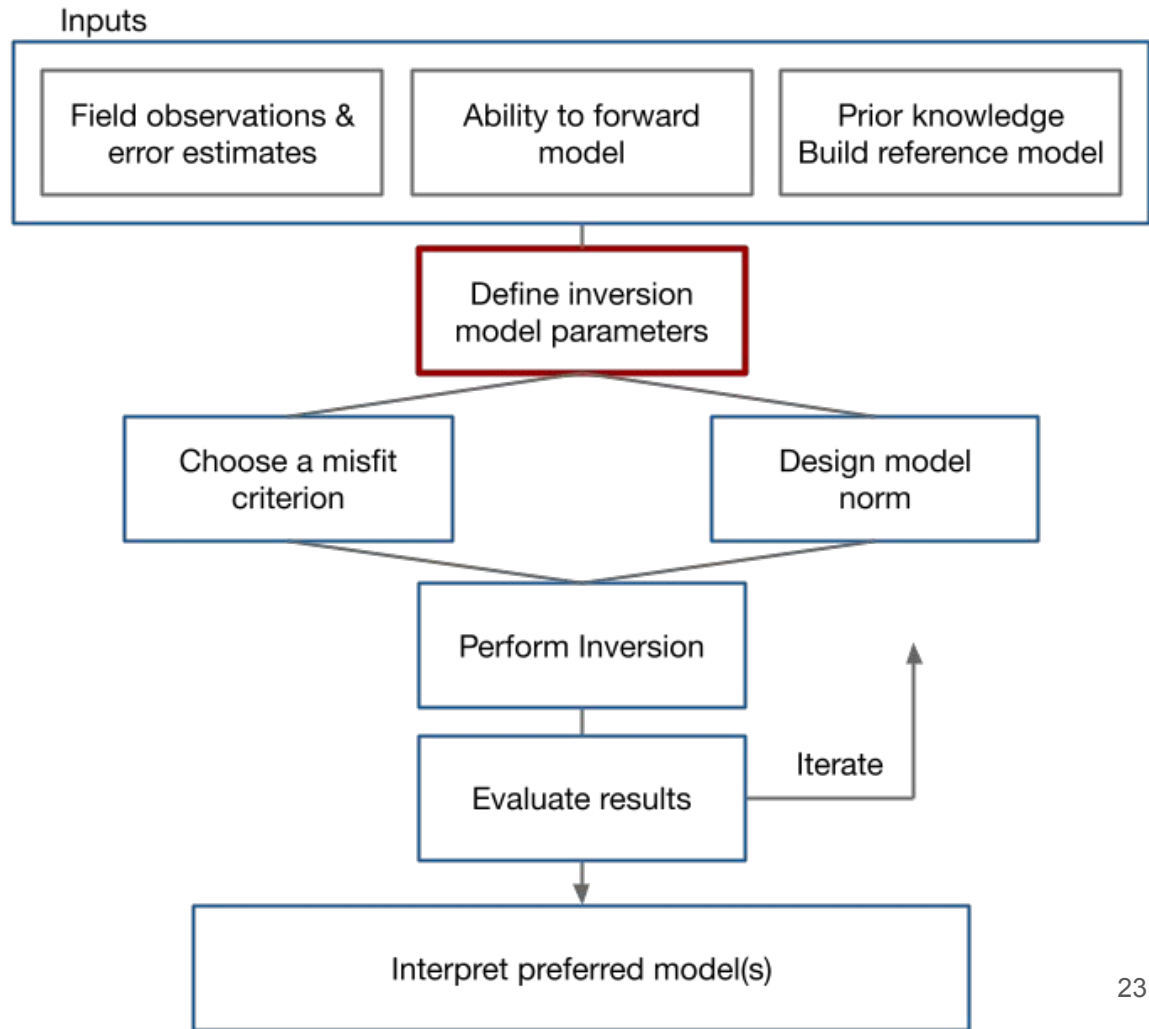 Inputs
Field observations &
error estimates
Ability to forward
model
Prior knowledge
Build reference model
Define inversion
model parameters
Choose a misfit
criterion
Design model
norm
Perform Inversion
Evaluate results
Iterate
Interpret preferred model(s)
23